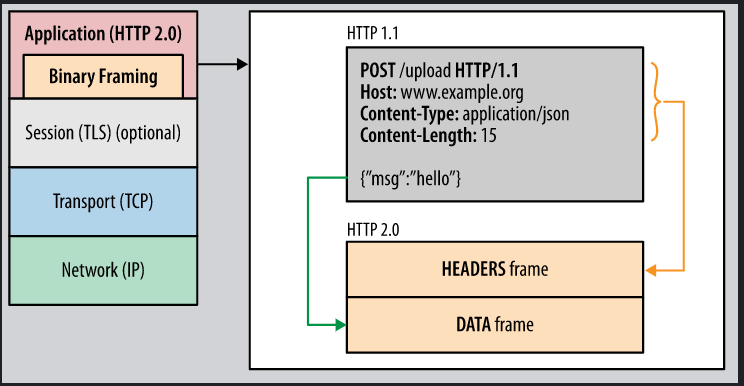 Application (HTTP 2.0)
Binary Framing
Session (TLS) (optional)
Transport (TCP)
Network (IP)
HTTP 1.1
POST /upload HTTP/1.1
Host: www.example.org
Content-Type: application/json
Content-Length: 15
{"msg":"hello"}
HTTP 2.0
HEADERS frame
DATA frame